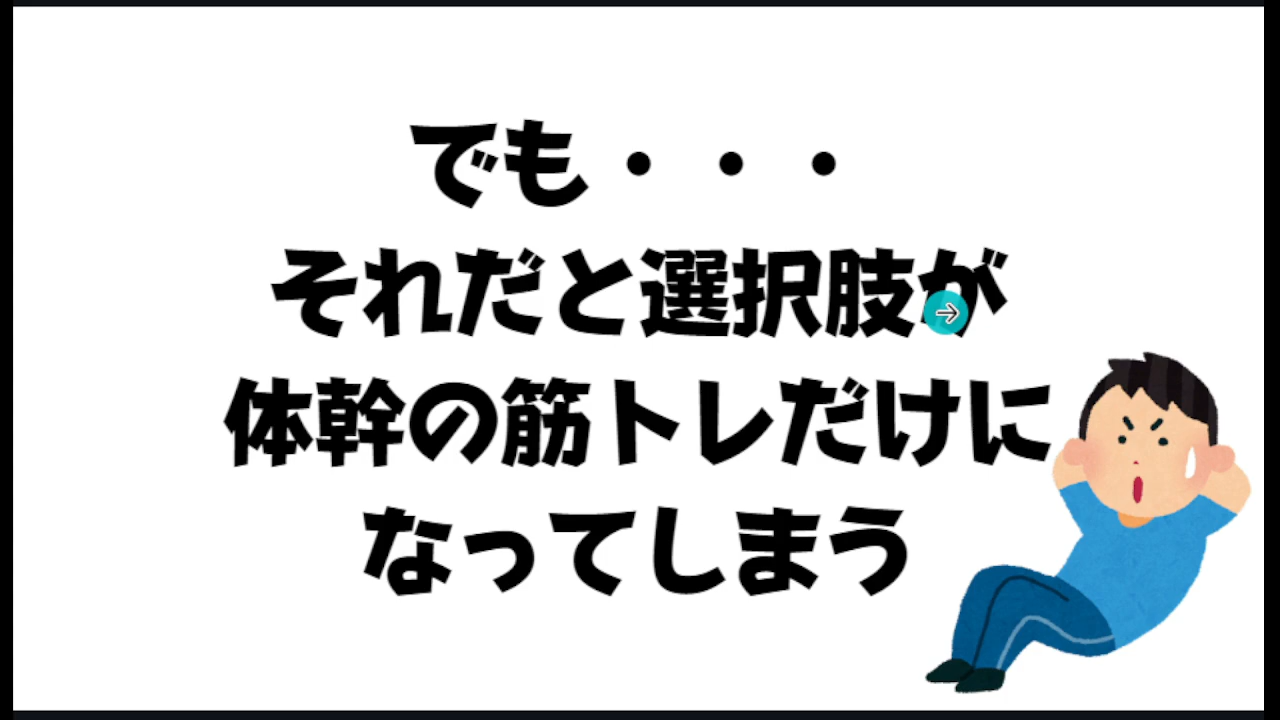 でも・・・
それだと選択肢が
体幹の筋トレだけに
なってしまう